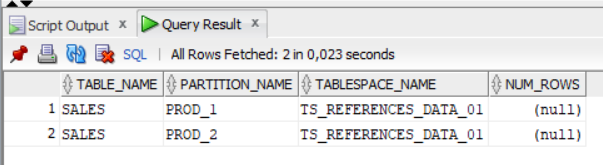 Script Output x Query Result x
SQL | All Rows Fetched: 2 in 0,023 seconds
TABLE_NAME PARTITION_NAME TABLESPACE_NAME NUM_ROWS
1 SALES PROD_1 TS_REFERENCES_DATA_01 (null)
2 SALES PROD_2 TS_REFERENCES_DATA_01 (null)